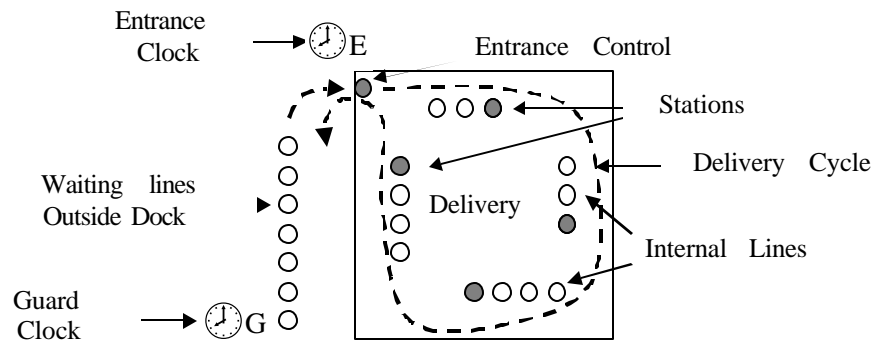 Entrance
Clock
E
Entrance Control
Stations
Delivery Cycle
Waiting lines
Outside Dock
Delivery
Internal Lines
Guard
Clock
G